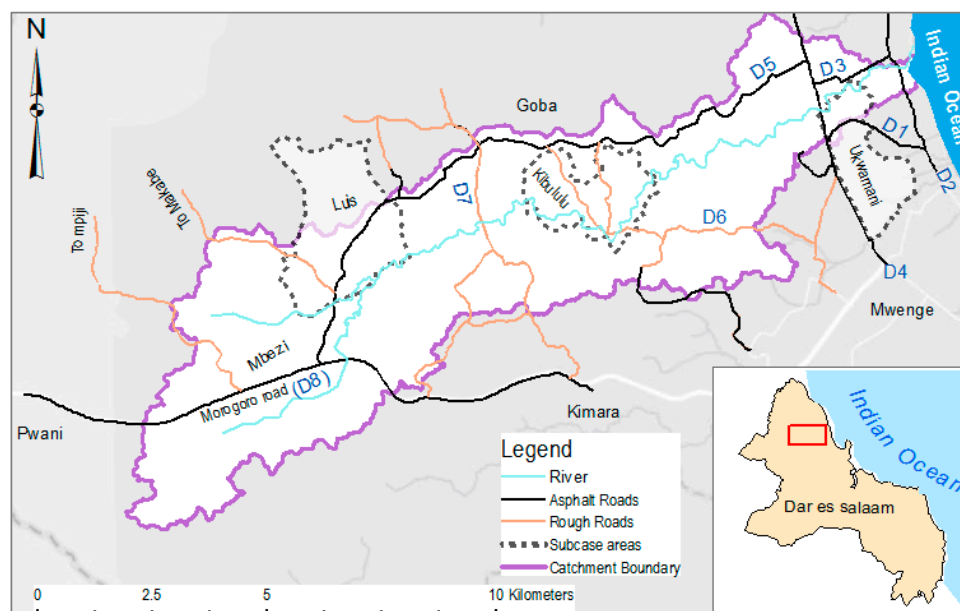 N
Indian Ocean
D5
D3
Goba
D1
Ukwamani
D2
To Makabe
To mpiji
Luis
Kibululu
D7
D6
D4
Mwenge
Mbezi
Morogoro road (D8)
Pwani
Kimara
Legend
River
Asphalt Roads
Rough Roads
Subcase areas
Catchment Boundary
0 2.5 5 10 Kilometers
Indian Ocean
Dar es salaam